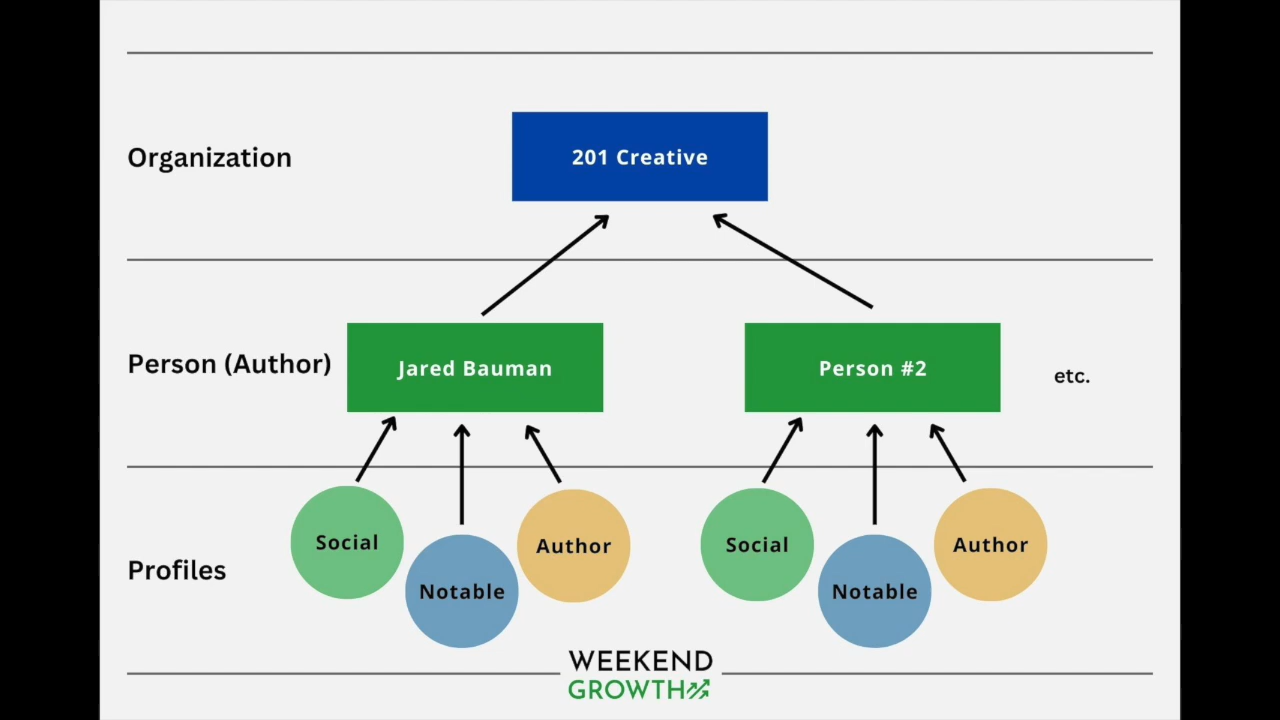 Organization
201 Creative
Person (Author)
Jared Bauman
Person #2
etc.
Profiles
Social
Notable
Author
Social
Notable
Author
WEEKEND
GROWTH